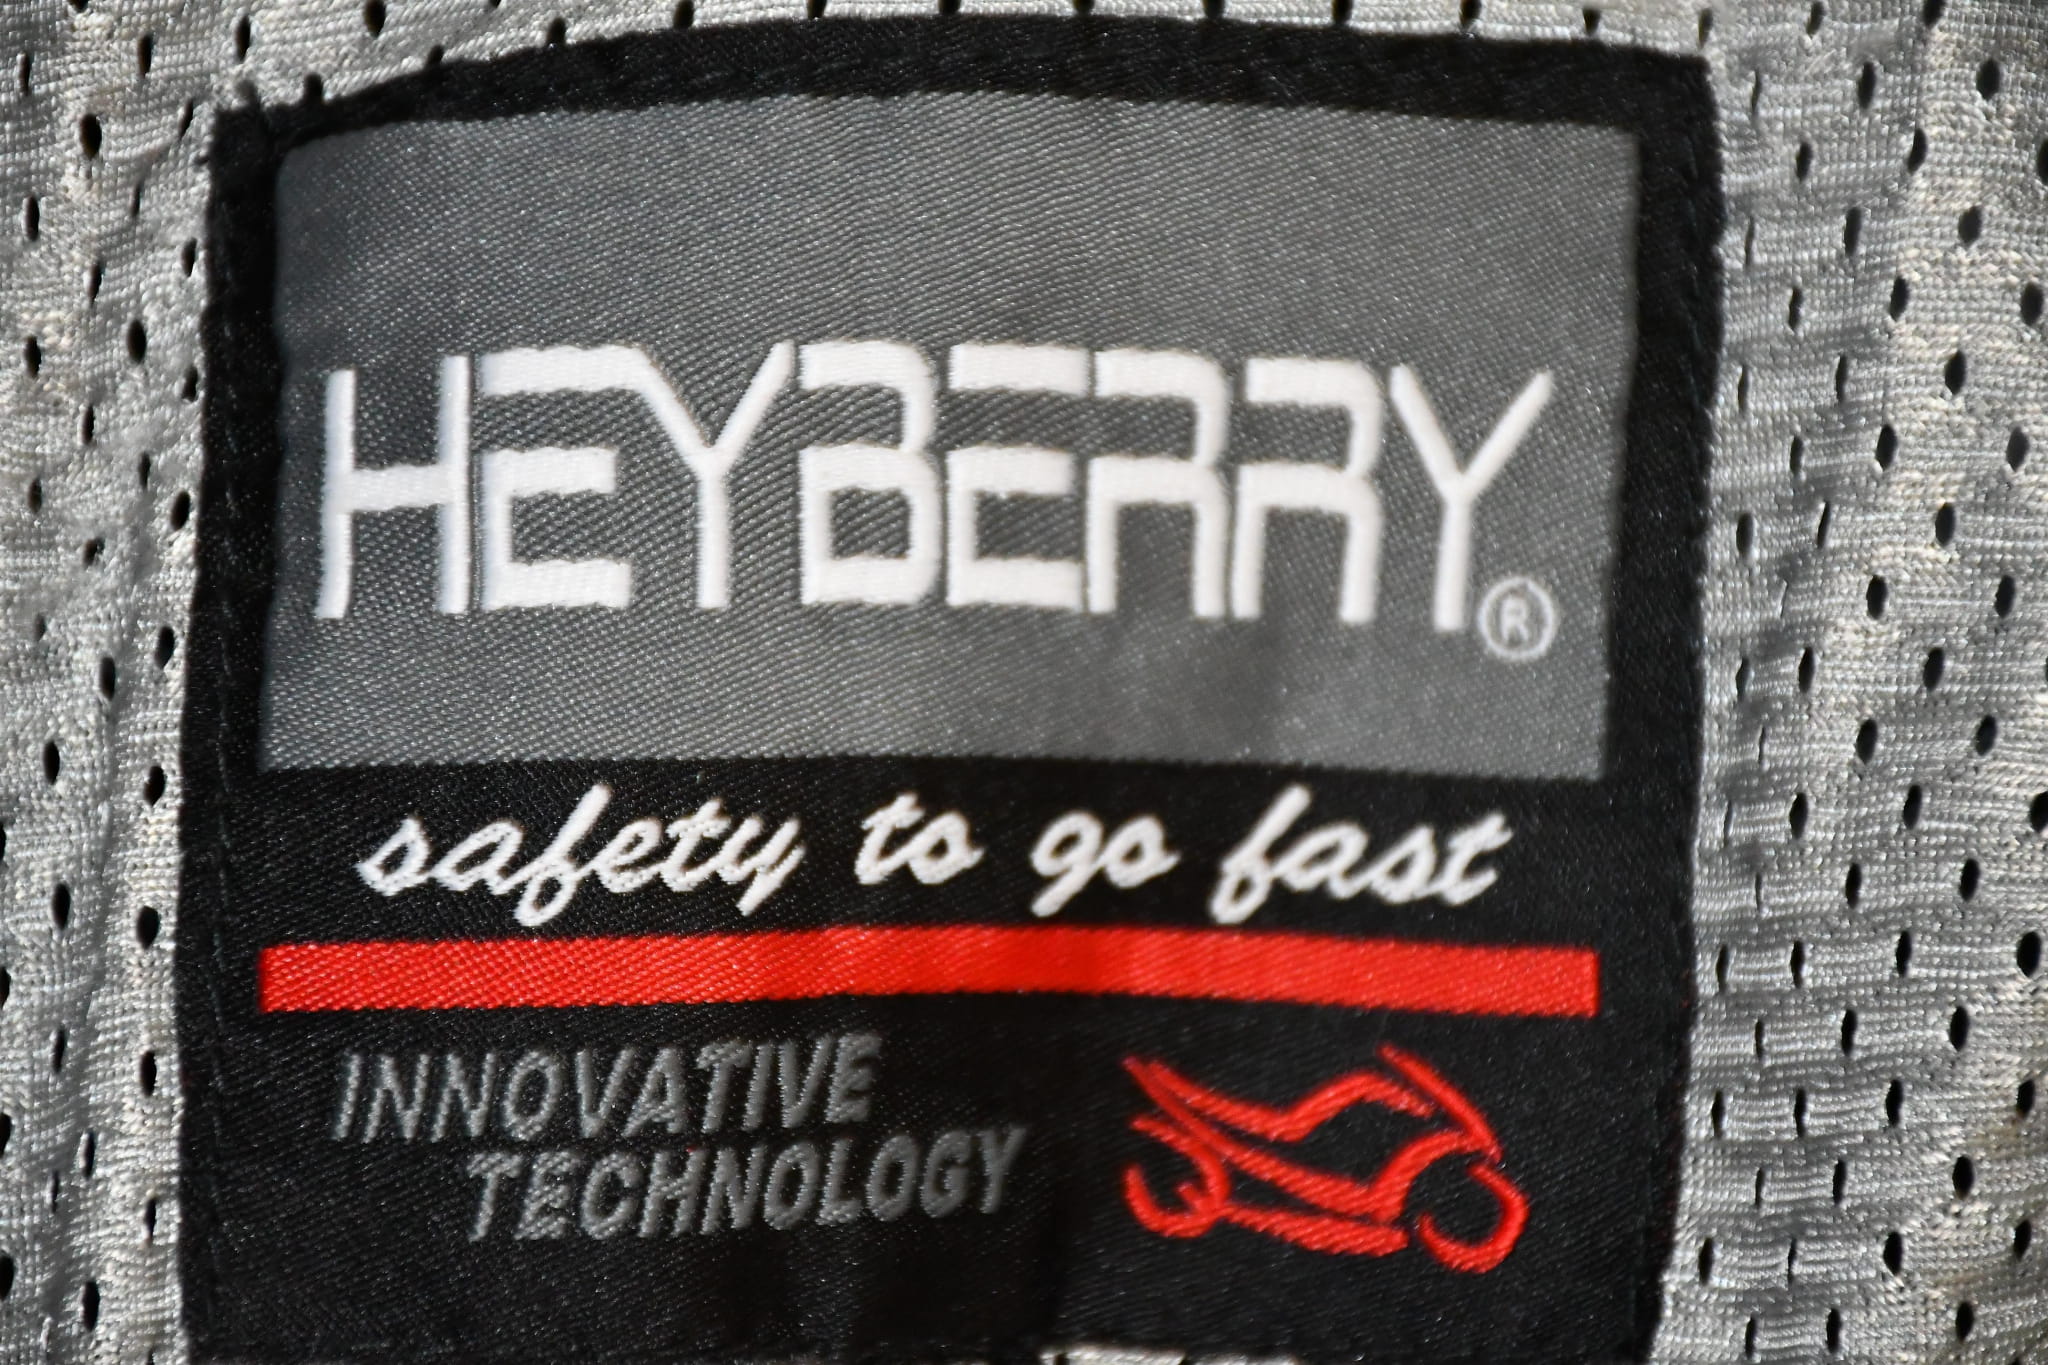 HEYBERRY®
safety to go fast
INNOVATIVE
TECHNOLOGY